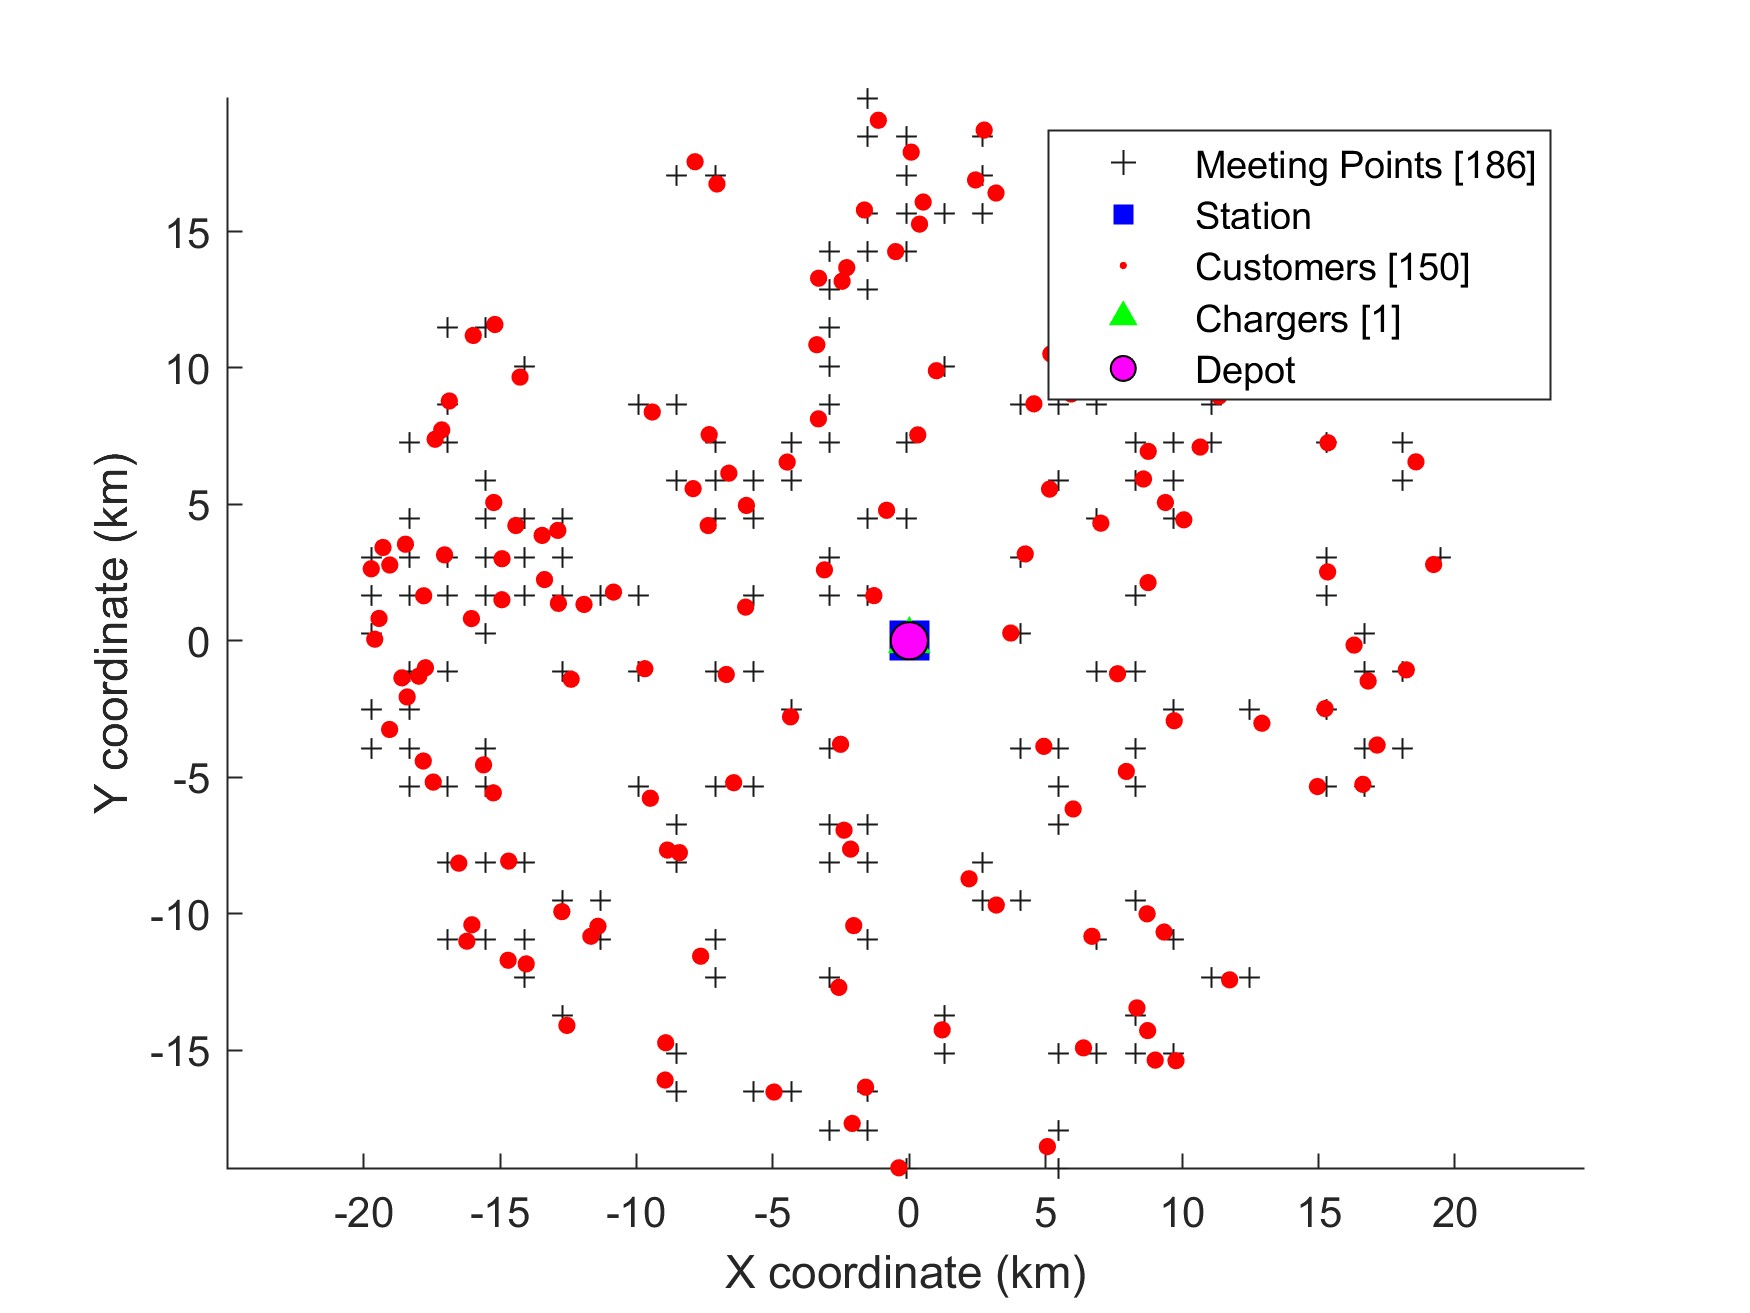 Meeting Points [186]
Station
Customers [150]
Chargers [1]
Depot
15
10
5
0
-5
-10
-15
Y coordinate (km)
-20 -15 -10 -5 0 5 10 15 20
X coordinate (km)